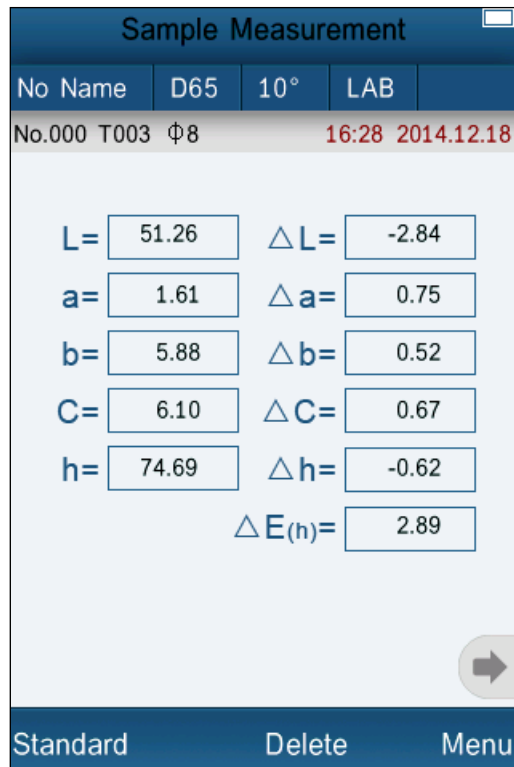 Sample Measurement
No Name D65 10° LAB
No.000 T003 Φ8 16:28 2014.12.18
L= 51.26 △L= -2.84
a= 1.61 △a= 0.75
b= 5.88 △b= 0.52
C= 6.10 △C= 0.67
h= 74.69 △h= -0.62
△E(h)= 2.89
Standard Delete Menu